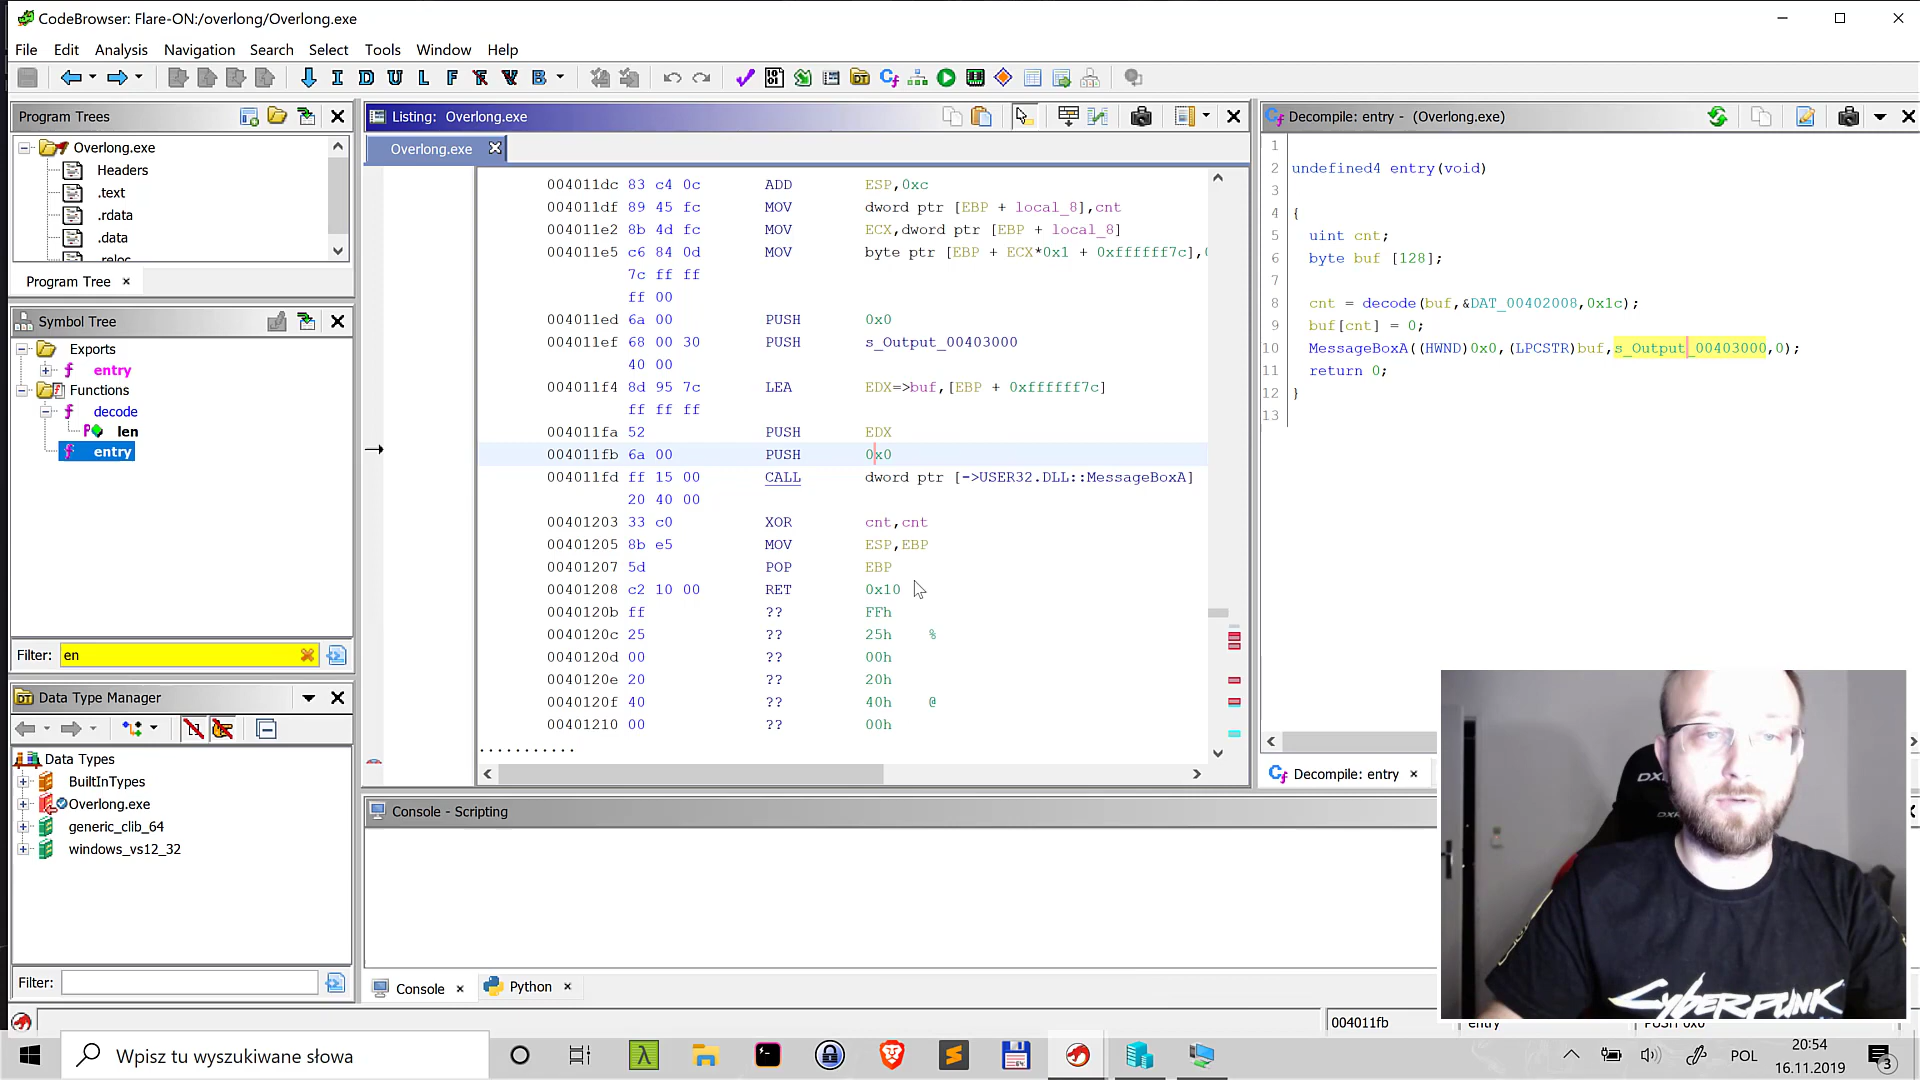 CodeBrowser: Flare-ON:/overlong/Overlong.exe
File Edit Analysis Navigation Search Select Tools Window Help
I D U L F B
Program Trees
Overlong.exe
Headers
.text
.rdata
.data
.reloc
Program Tree ×
Symbol Tree
Exports
f entry
Functions
f decode
len
f entry
Filter: en
Data Type Manager
Data Types
BuiltInTypes
Overlong.exe
generic_clib_64
windows_vs12_32
Filter:
Listing: Overlong.exe
Overlong.exe
004011dc 83 c4 0c ADD ESP,0xc
004011df 89 45 fc MOV dword ptr [EBP + local_8],cnt
004011e2 8b 4d fc MOV ECX,dword ptr [EBP + local_8]
004011e5 c6 84 0d MOV byte ptr [EBP + ECX*0x1 + 0xffffff7c],
7c ff ff
ff 00
004011ed 6a 00 PUSH 0x0
004011ef 68 00 30 PUSH s_Output_00403000
40 00
004011f4 8d 95 7c LEA EDX=>buf,[EBP + 0xffffff7c]
ff ff ff
004011fa 52 PUSH EDX
004011fb 6a 00 PUSH 0x0
004011fd ff 15 00 CALL dword ptr [->USER32.DLL::MessageBoxA]
20 40 00
00401203 33 c0 XOR cnt,cnt
00401205 8b e5 MOV ESP,EBP
00401207 5d POP EBP
00401208 c2 10 00 RET 0x10
0040120b ff ?? FFh
0040120c 25 ?? 25h %
0040120d 00 ?? 00h
0040120e 20 ?? 20h
0040120f 40 ?? 40h @
00401210 00 ?? 00h
Console - Scripting
Console × Python ×
Decompile: entry - (Overlong.exe)
1
2 undefined4 entry(void)
3
4 {
5 uint cnt;
6 byte buf [128];
7
8 cnt = decode(buf,&DAT_00402008,0x1c);
9 buf[cnt] = 0;
10 MessageBoxA((HWND)0x0,(LPCSTR)buf,s_Output_00403000,0);
11 return 0;
12 }
13
Decompile: entry ×
DXR
CYBERPUNK
004011fb entry PUSH 0x0
Wpisz tu wyszukiwane słowa
POL
20:54
16.11.2019
3